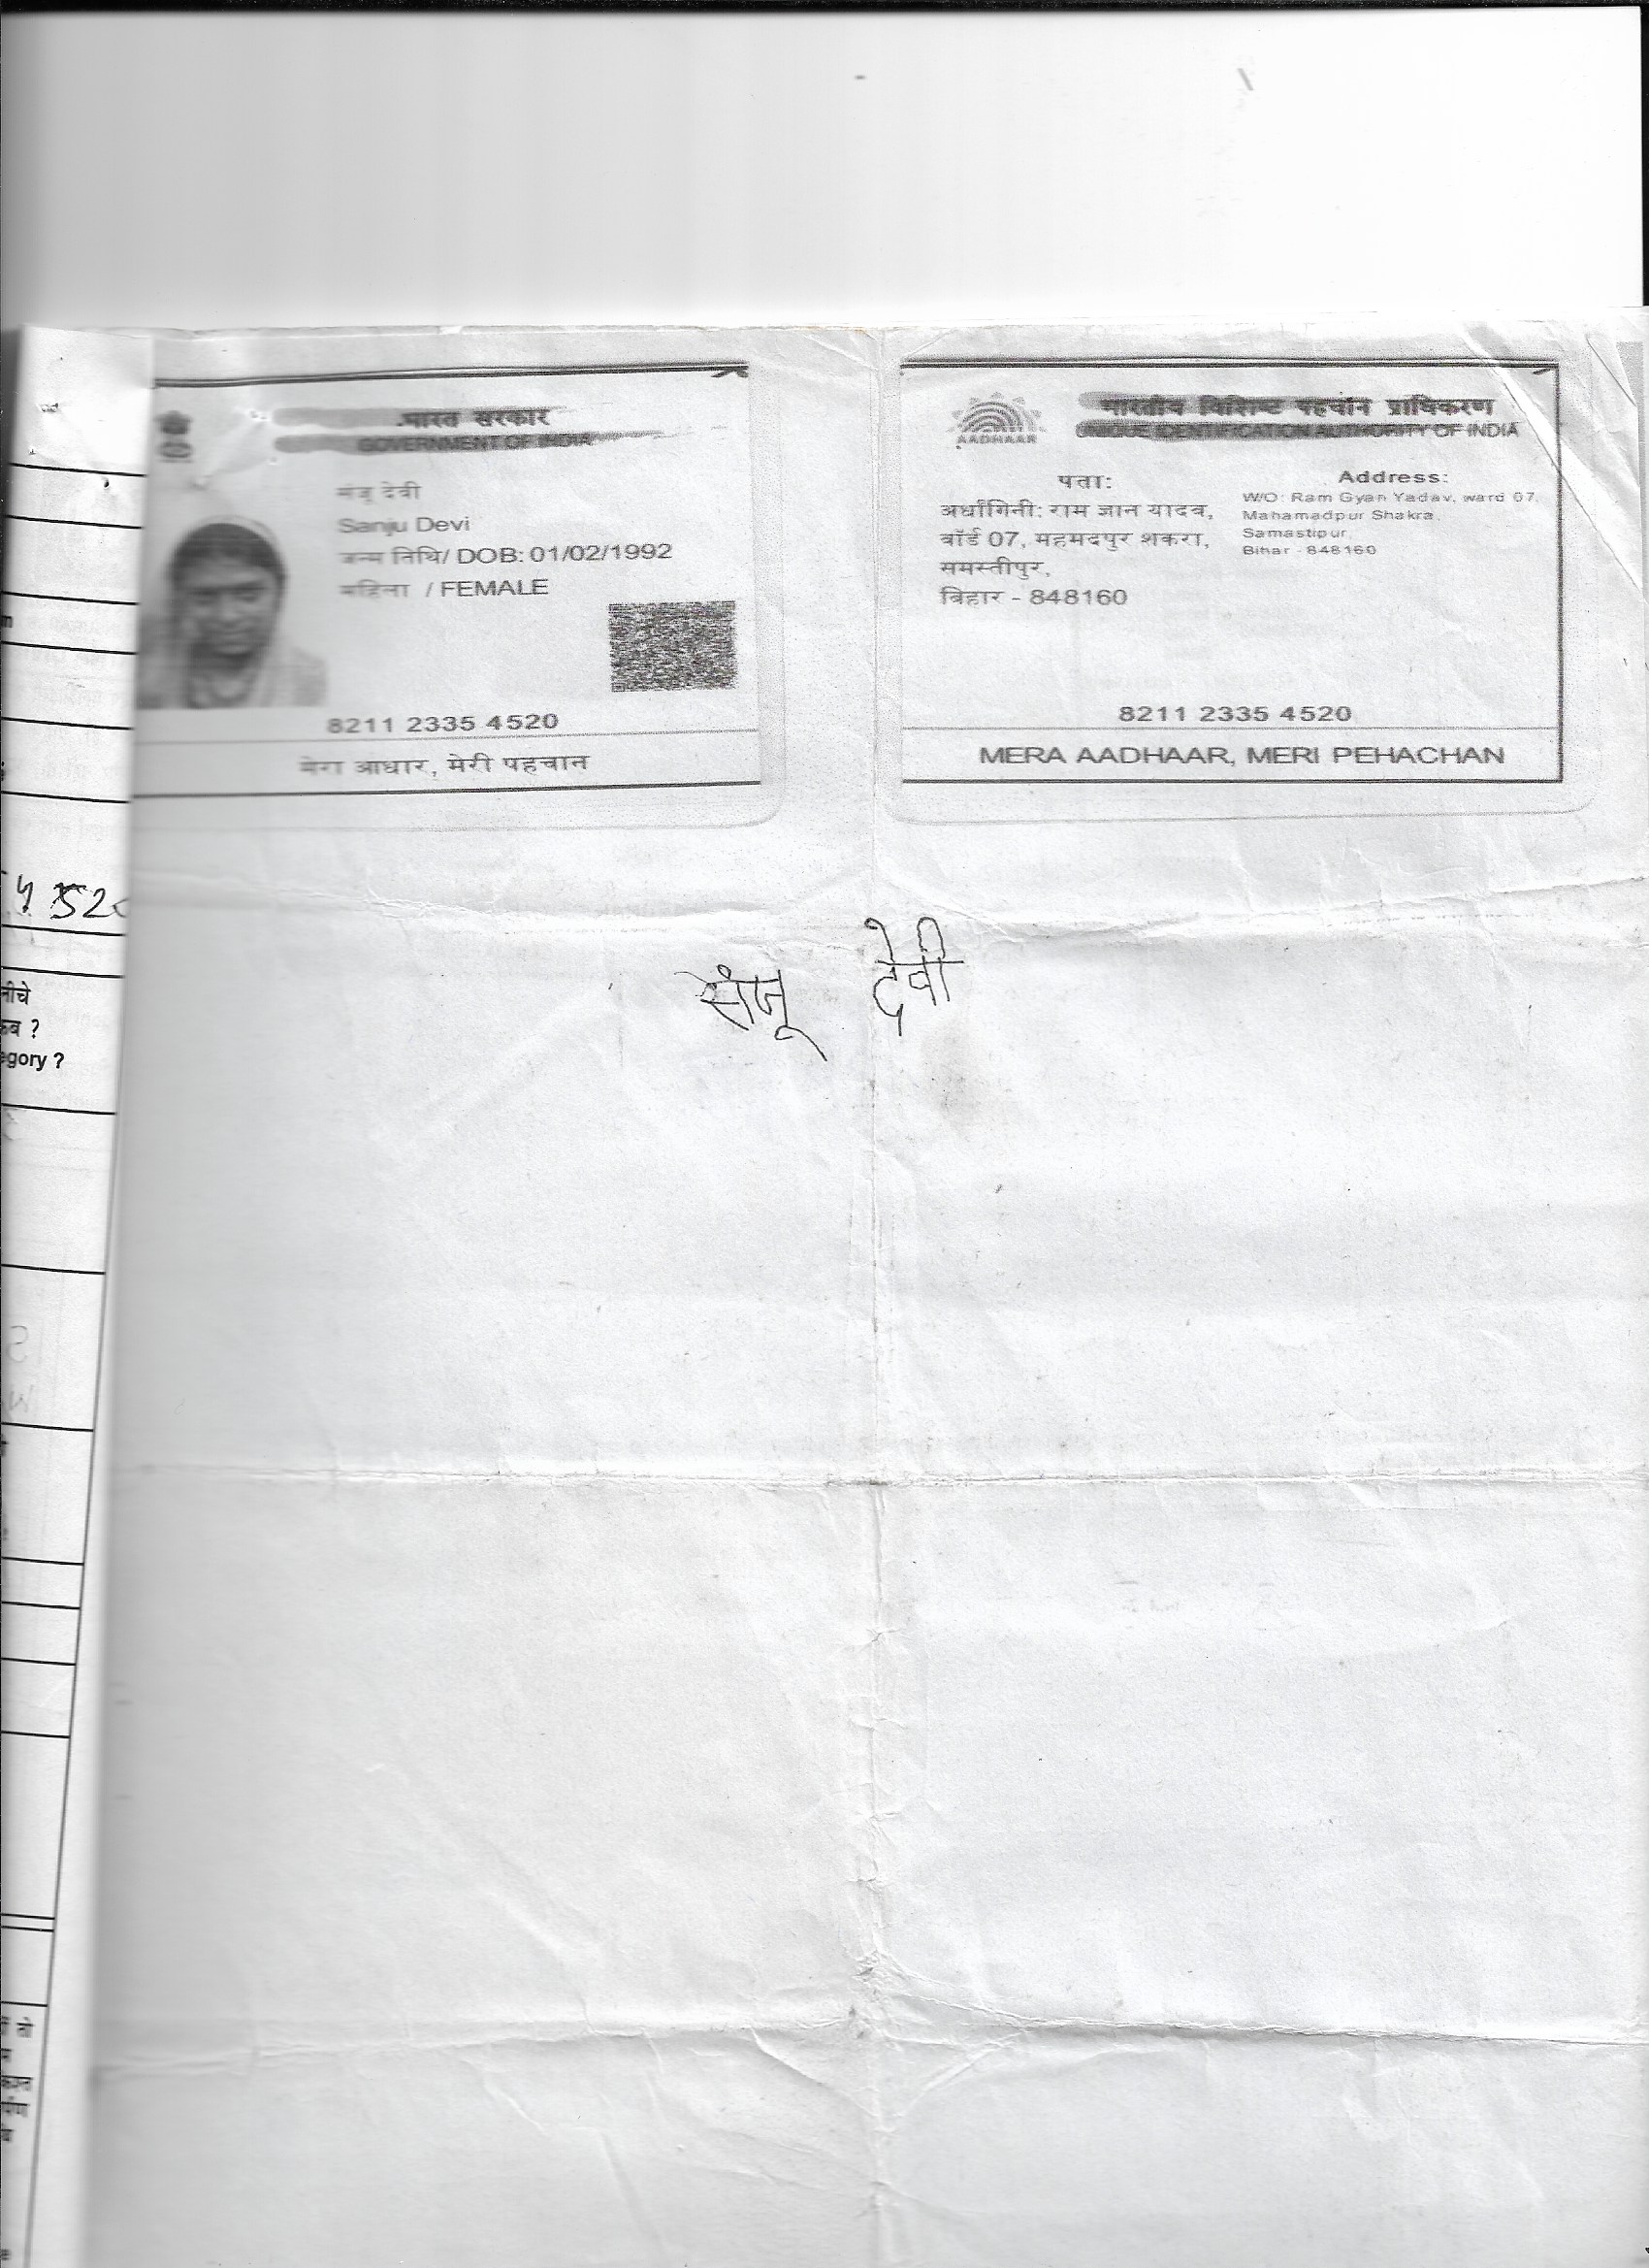 भारत सरकार
GOVERNMENT OF INDIA
संजु देवी
Sanju Devi
जन्म तिथि/ DOB: 01/02/1992
महिला / FEMALE
8211 2335 4520
मेरा आधार, मेरी पहचान
भारतीय विशिष्ट पहचान प्राधिकरण
UNIQUE IDENTIFICATION AUTHORITY OF INDIA
AADHAAR
पता:
अर्धांगिनी: राम ज्ञान यादव,
वॉर्ड 07, महमदपुर शकरा,
समस्तीपुर,
बिहार - 848160
Address:
W/O: Ram Gyan Yadav, ward 07,
Mahamadpur Shakra,
Samastipur,
Bihar - 848160
8211 2335 4520
MERA AADHAAR, MERI PEHACHAN
संजू देवी
नीचे
कब ?
egory ?
तो